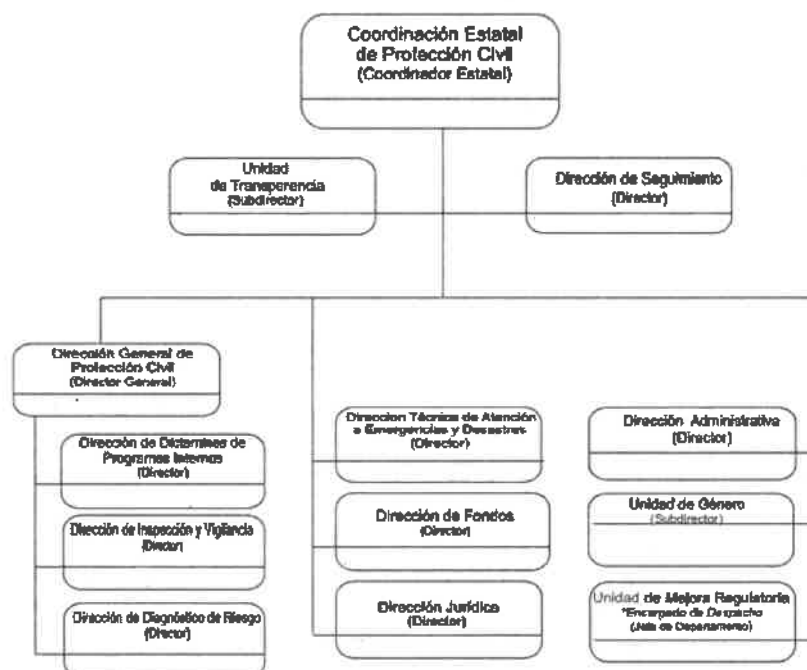 Coordinación Estatal
de Protección Civil
(Coordinador Estatal)
Unidad
de Transparencia
(Subdirector)
Dirección de Seguimiento
(Director)
Dirección General de
Protección Civil
(Director General)
Dirección de Dictamines de
Programas Internos
(Director)
Dirección de Inspección y Vigilancia
(Director)
Dirección de Diagnóstico de Riesgo
(Director)
Direccion Técnica de Atención
a Emergencias y Desastres
(Director)
Dirección de Fondos
(Director)
Dirección Jurídica
(Director)
Dirección Administrativa
(Director)
Unidad de Género
(Subdirector)
Unidad de Mejora Regulatoria
*Encargado de Despacho
(Jefe de Departamento)